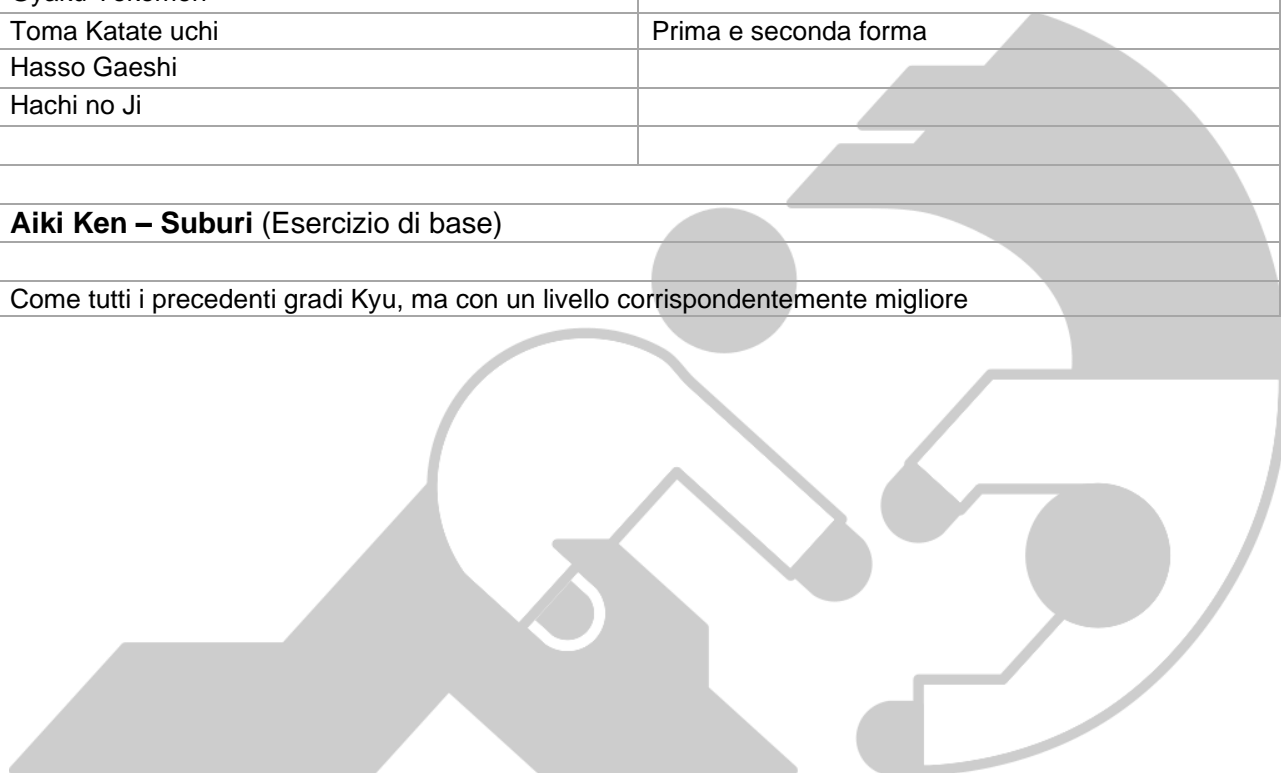 Toma Katate uchi Prima e seconda forma
Hasso Gaeshi
Hachi no Ji
Aiki Ken – Suburi (Esercizio di base)
Come tutti i precedenti gradi Kyu, ma con un livello corrispondentemente migliore